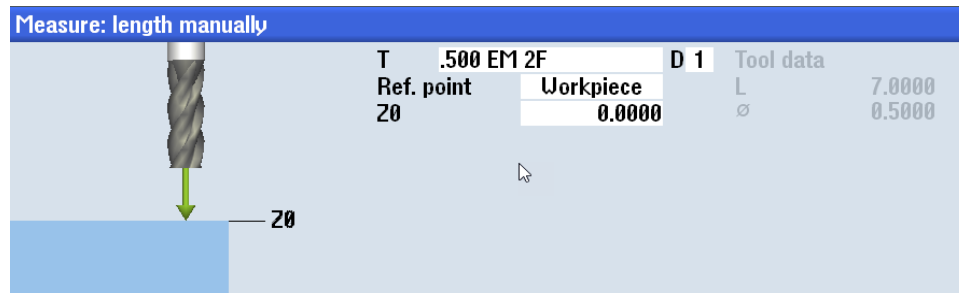 Measure: length manually
T .500 EM 2F D 1 Tool data
Ref. point Workpiece L 7.0000
Z0 0.0000 ø 0.5000
Z0